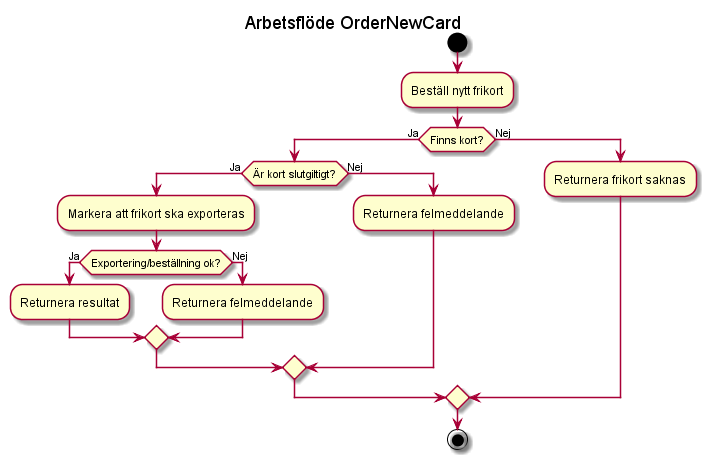 Arbetsflöde OrderNewCard
Beställ nytt frikort
Ja
Finns kort?
Nej
Ja
Är kort slutgiltigt?
Nej
Returnera frikort saknas
Markera att frikort ska exporteras
Returnera felmeddelande
Ja
Exportering/beställning ok?
Nej
Returnera resultat
Returnera felmeddelande